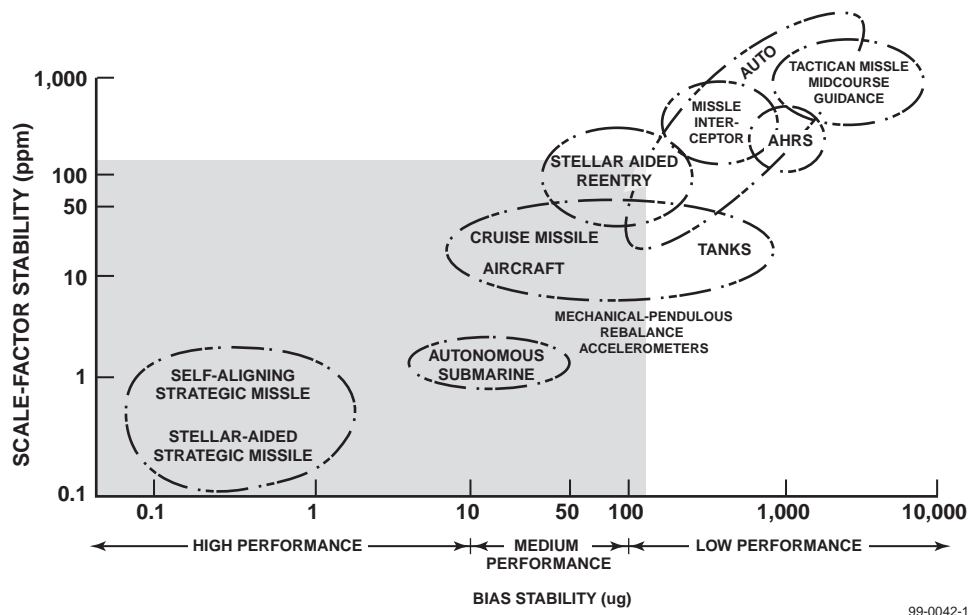 SCALE-FACTOR STABILITY (ppm)
1,000
100
50
10
1
0.1
AUTO
TACTICAN MISSLE
MIDCOURSE
GUIDANCE
MISSLE
INTER-
CEPTOR
AHRS
STELLAR AIDED
REENTRY
CRUISE MISSILE
AIRCRAFT
TANKS
MECHANICAL-PENDULOUS
REBALANCE
ACCELEROMETERS
AUTONOMOUS
SUBMARINE
SELF-ALIGNING
STRATEGIC MISSLE
STELLAR-AIDED
STRATEGIC MISSILE
0.1 1 10 50 100 1,000 10,000
HIGH PERFORMANCE MEDIUM LOW PERFORMANCE
PERFORMANCE
BIAS STABILITY (ug)
99-0042-1